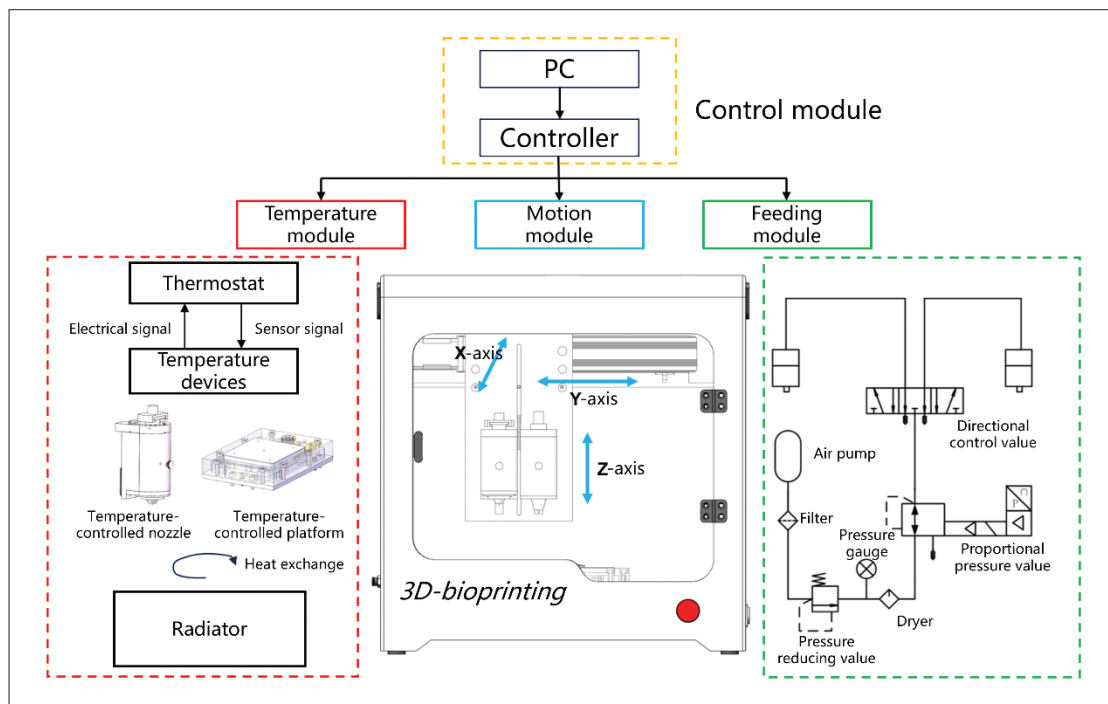 PC
Control module
Controller
Temperature
module
Motion
module
Feeding
module
Thermostat
Electrical signal
Sensor signal
Temperature
devices
Temperature-
controlled nozzle
Temperature-
controlled platform
Heat exchange
Radiator
X-axis
Y-axis
Z-axis
3D-bioprinting
Directional
control value
Air pump
Filter
Pressure
gauge
Proportional
pressure value
Dryer
Pressure
reducing value